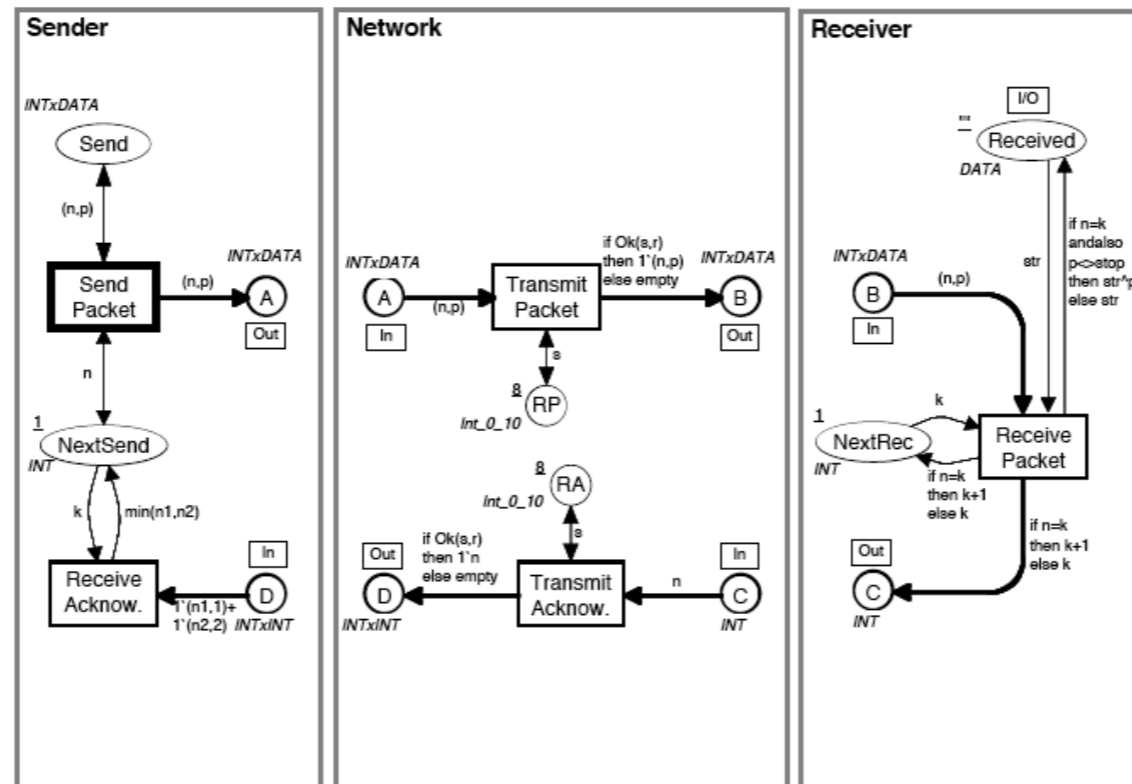 Sender
INTxDATA
Send
(n,p)
Send
Packet
(n,p)
INTxDATA
A
Out
n
1
NextSend
INT
k
min(n1,n2)
Receive
Acknow.
1`(n1,1)+
1`(n2,2)
In
D
INTxINT
Network
INTxDATA
A
In
(n,p)
Transmit
Packet
if Ok(s,r)
then 1`(n,p)
else empty
INTxDATA
B
Out
s
8
RP
Int_0_10
8
RA
Int_0_10
s
Out
D
INTxINT
if Ok(s,r)
then 1`n
else empty
Transmit
Acknow.
n
In
C
INT
Receiver
I/O
""
Received
DATA
str
if n=k
andalso
p<>stop
then str^p
else str
INTxDATA
B
In
(n,p)
1
NextRec
INT
k
if n=k
then k+1
else k
Receive
Packet
if n=k
then k+1
else k
Out
C
INT